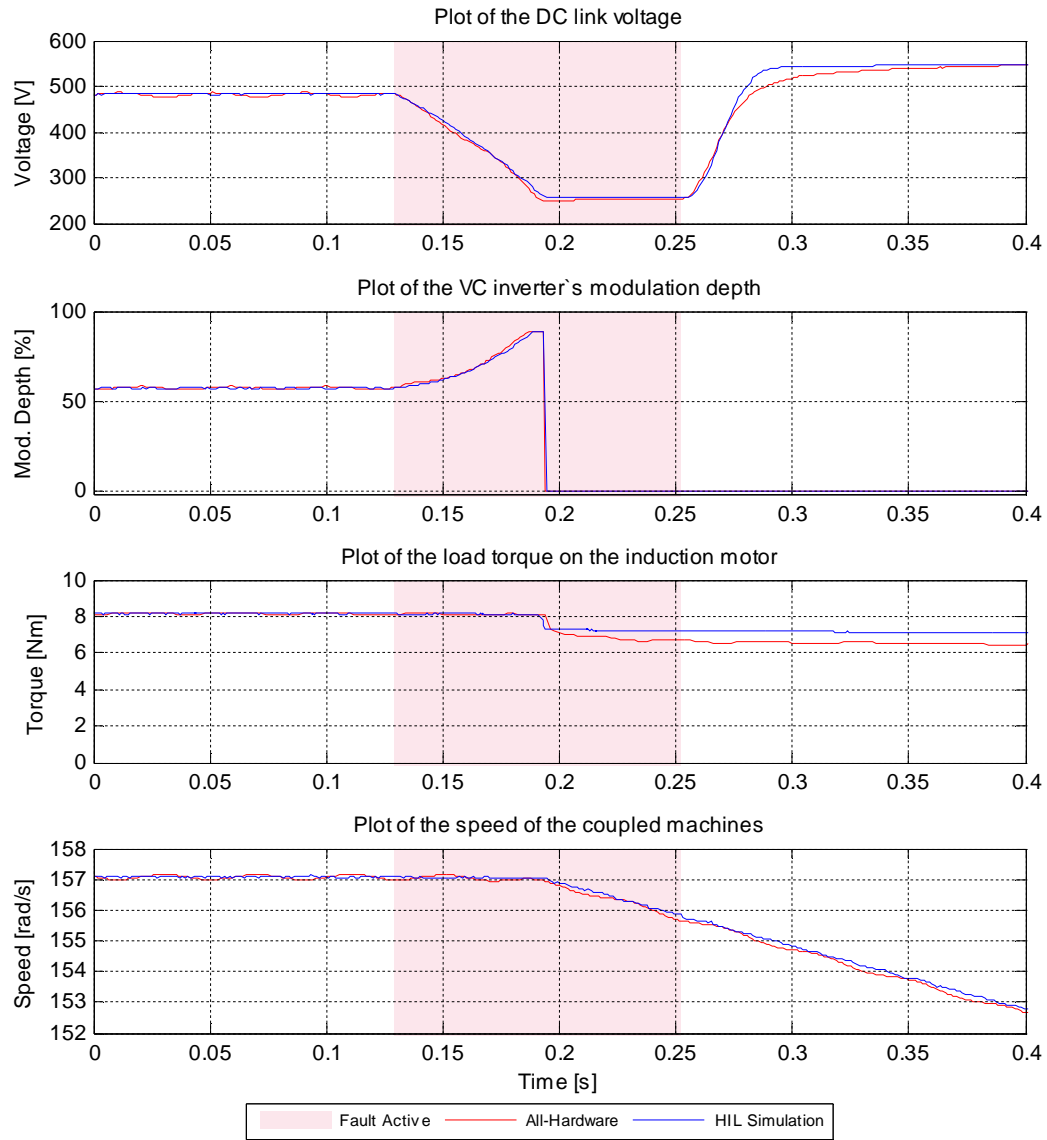 Plot of the DC link voltage
600
500
400
300
200
Voltage [V]
0 0.05 0.1 0.15 0.2 0.25 0.3 0.35 0.4
Plot of the VC inverter`s modulation depth
100
50
0
Mod. Depth [%]
0 0.05 0.1 0.15 0.2 0.25 0.3 0.35 0.4
Plot of the load torque on the induction motor
10
8
6
4
2
0
Torque [Nm]
0 0.05 0.1 0.15 0.2 0.25 0.3 0.35 0.4
Plot of the speed of the coupled machines
158
157
156
155
154
153
152
Speed [rad/s]
0 0.05 0.1 0.15 0.2 0.25 0.3 0.35 0.4
Time [s]
Fault Active All-Hardware HIL Simulation